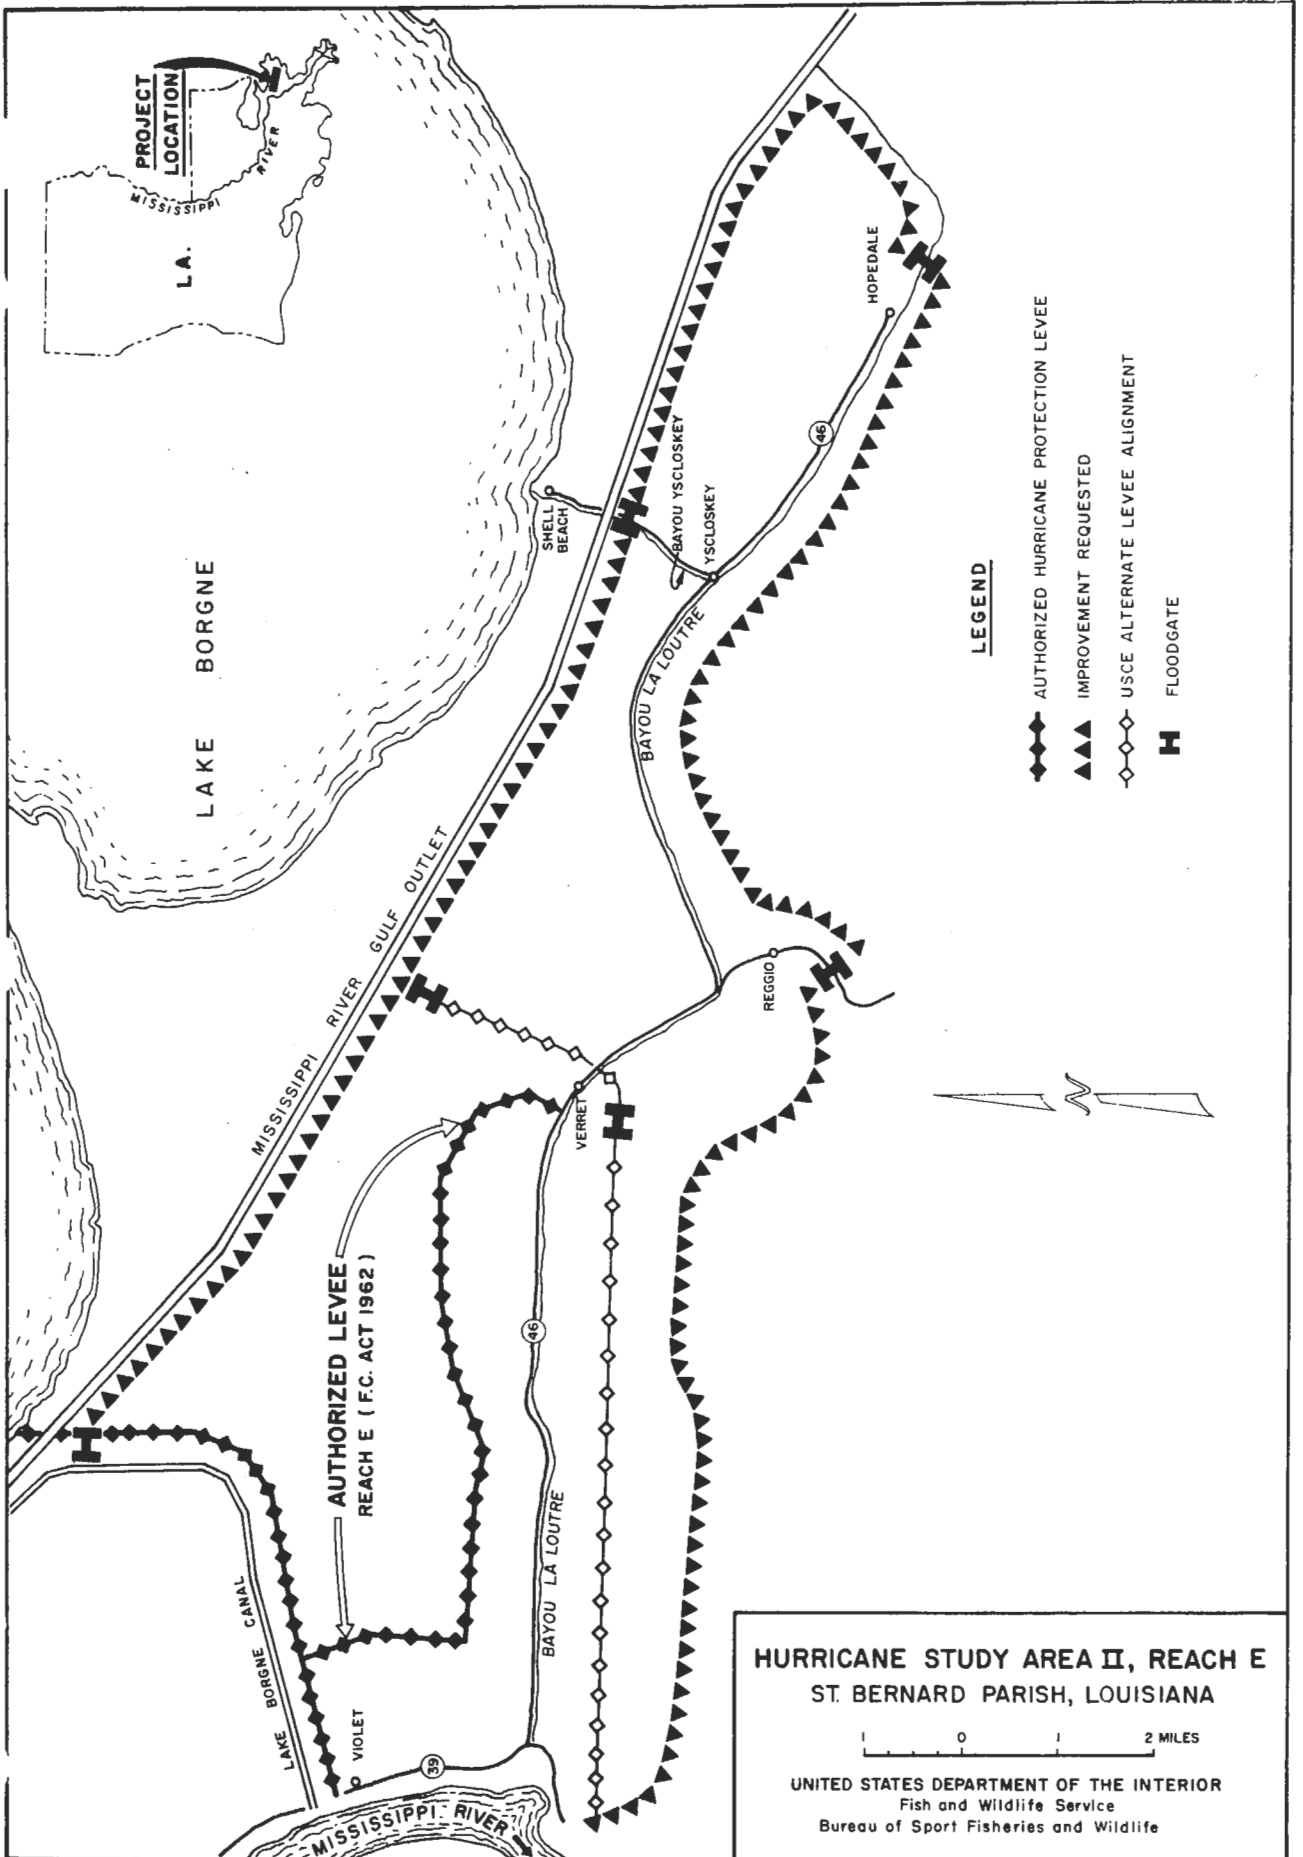 PROJECT
LOCATION
MISSISSIPPI
RIVER
LA.
LAKE BORGNE
MISSISSIPPI RIVER GULF OUTLET
SHELL
BEACH
BAYOU YSCLOSKEY
YSCLOSKEY
HOPEDALE
46
BAYOU LA LOUTRE
REGGIO
VERRET
AUTHORIZED LEVEE
REACH E (F.C. ACT 1962)
46
BAYOU LA LOUTRE
LAKE BORGNE CANAL
VIOLET
39
MISSISSIPPI RIVER
N
LEGEND
AUTHORIZED HURRICANE PROTECTION LEVEE
IMPROVEMENT REQUESTED
USCE ALTERNATE LEVEE ALIGNMENT
FLOODGATE
HURRICANE STUDY AREA II, REACH E
ST. BERNARD PARISH, LOUISIANA
1 0 1 2 MILES
UNITED STATES DEPARTMENT OF THE INTERIOR
Fish and Wildlife Service
Bureau of Sport Fisheries and Wildlife